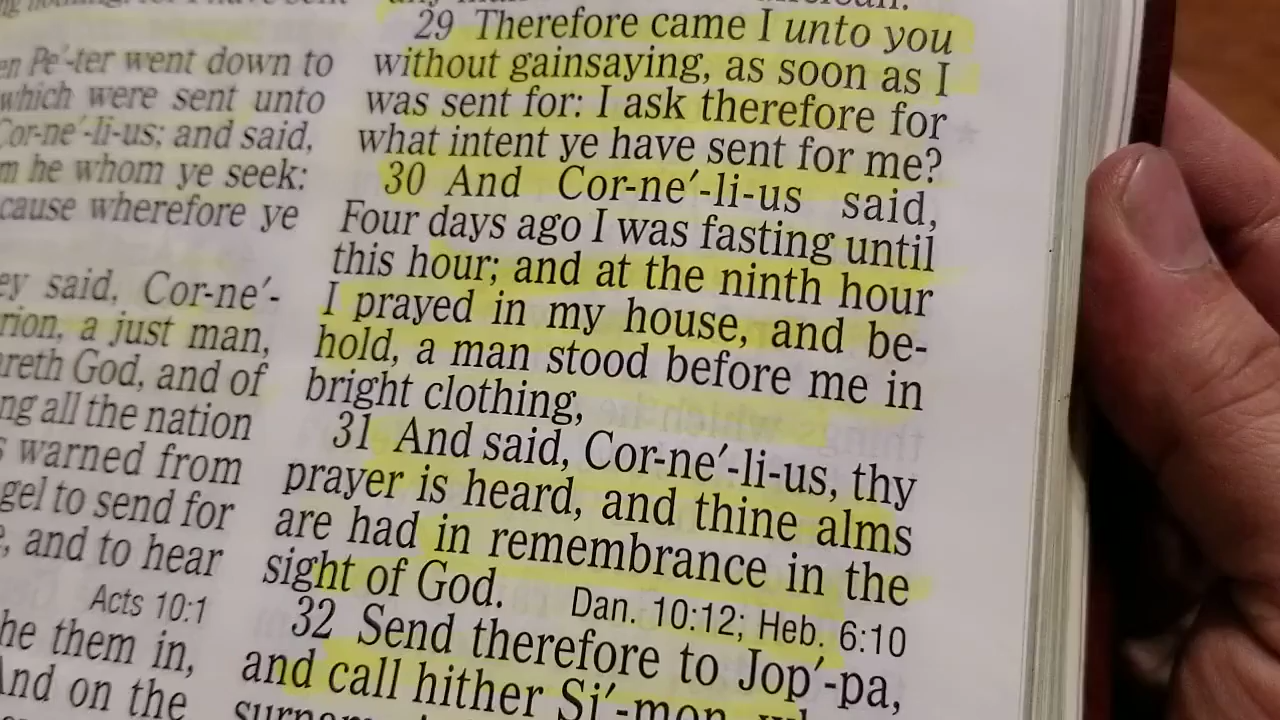 en Pe′-ter went down to
which were sent unto
Cor-ne′-li-us; and said,
he whom ye seek:
cause wherefore ye
ey said, Cor-ne′-
rion, a just man,
reth God, and of
ng all the nation
warned from
gel to send for
, and to hear
Acts 10:1
he them in,
And on the
29 Therefore came I unto you
without gainsaying, as soon as I
was sent for: I ask therefore for
what intent ye have sent for me?
30 And Cor-ne′-li-us said,
Four days ago I was fasting until
this hour; and at the ninth hour
I prayed in my house, and be-
hold, a man stood before me in
bright clothing,
31 And said, Cor-ne′-li-us, thy
prayer is heard, and thine alms
are had in remembrance in the
sight of God. Dan. 10:12; Heb. 6:10
32 Send therefore to Jop′-pa,
and call hither Si′-mon,